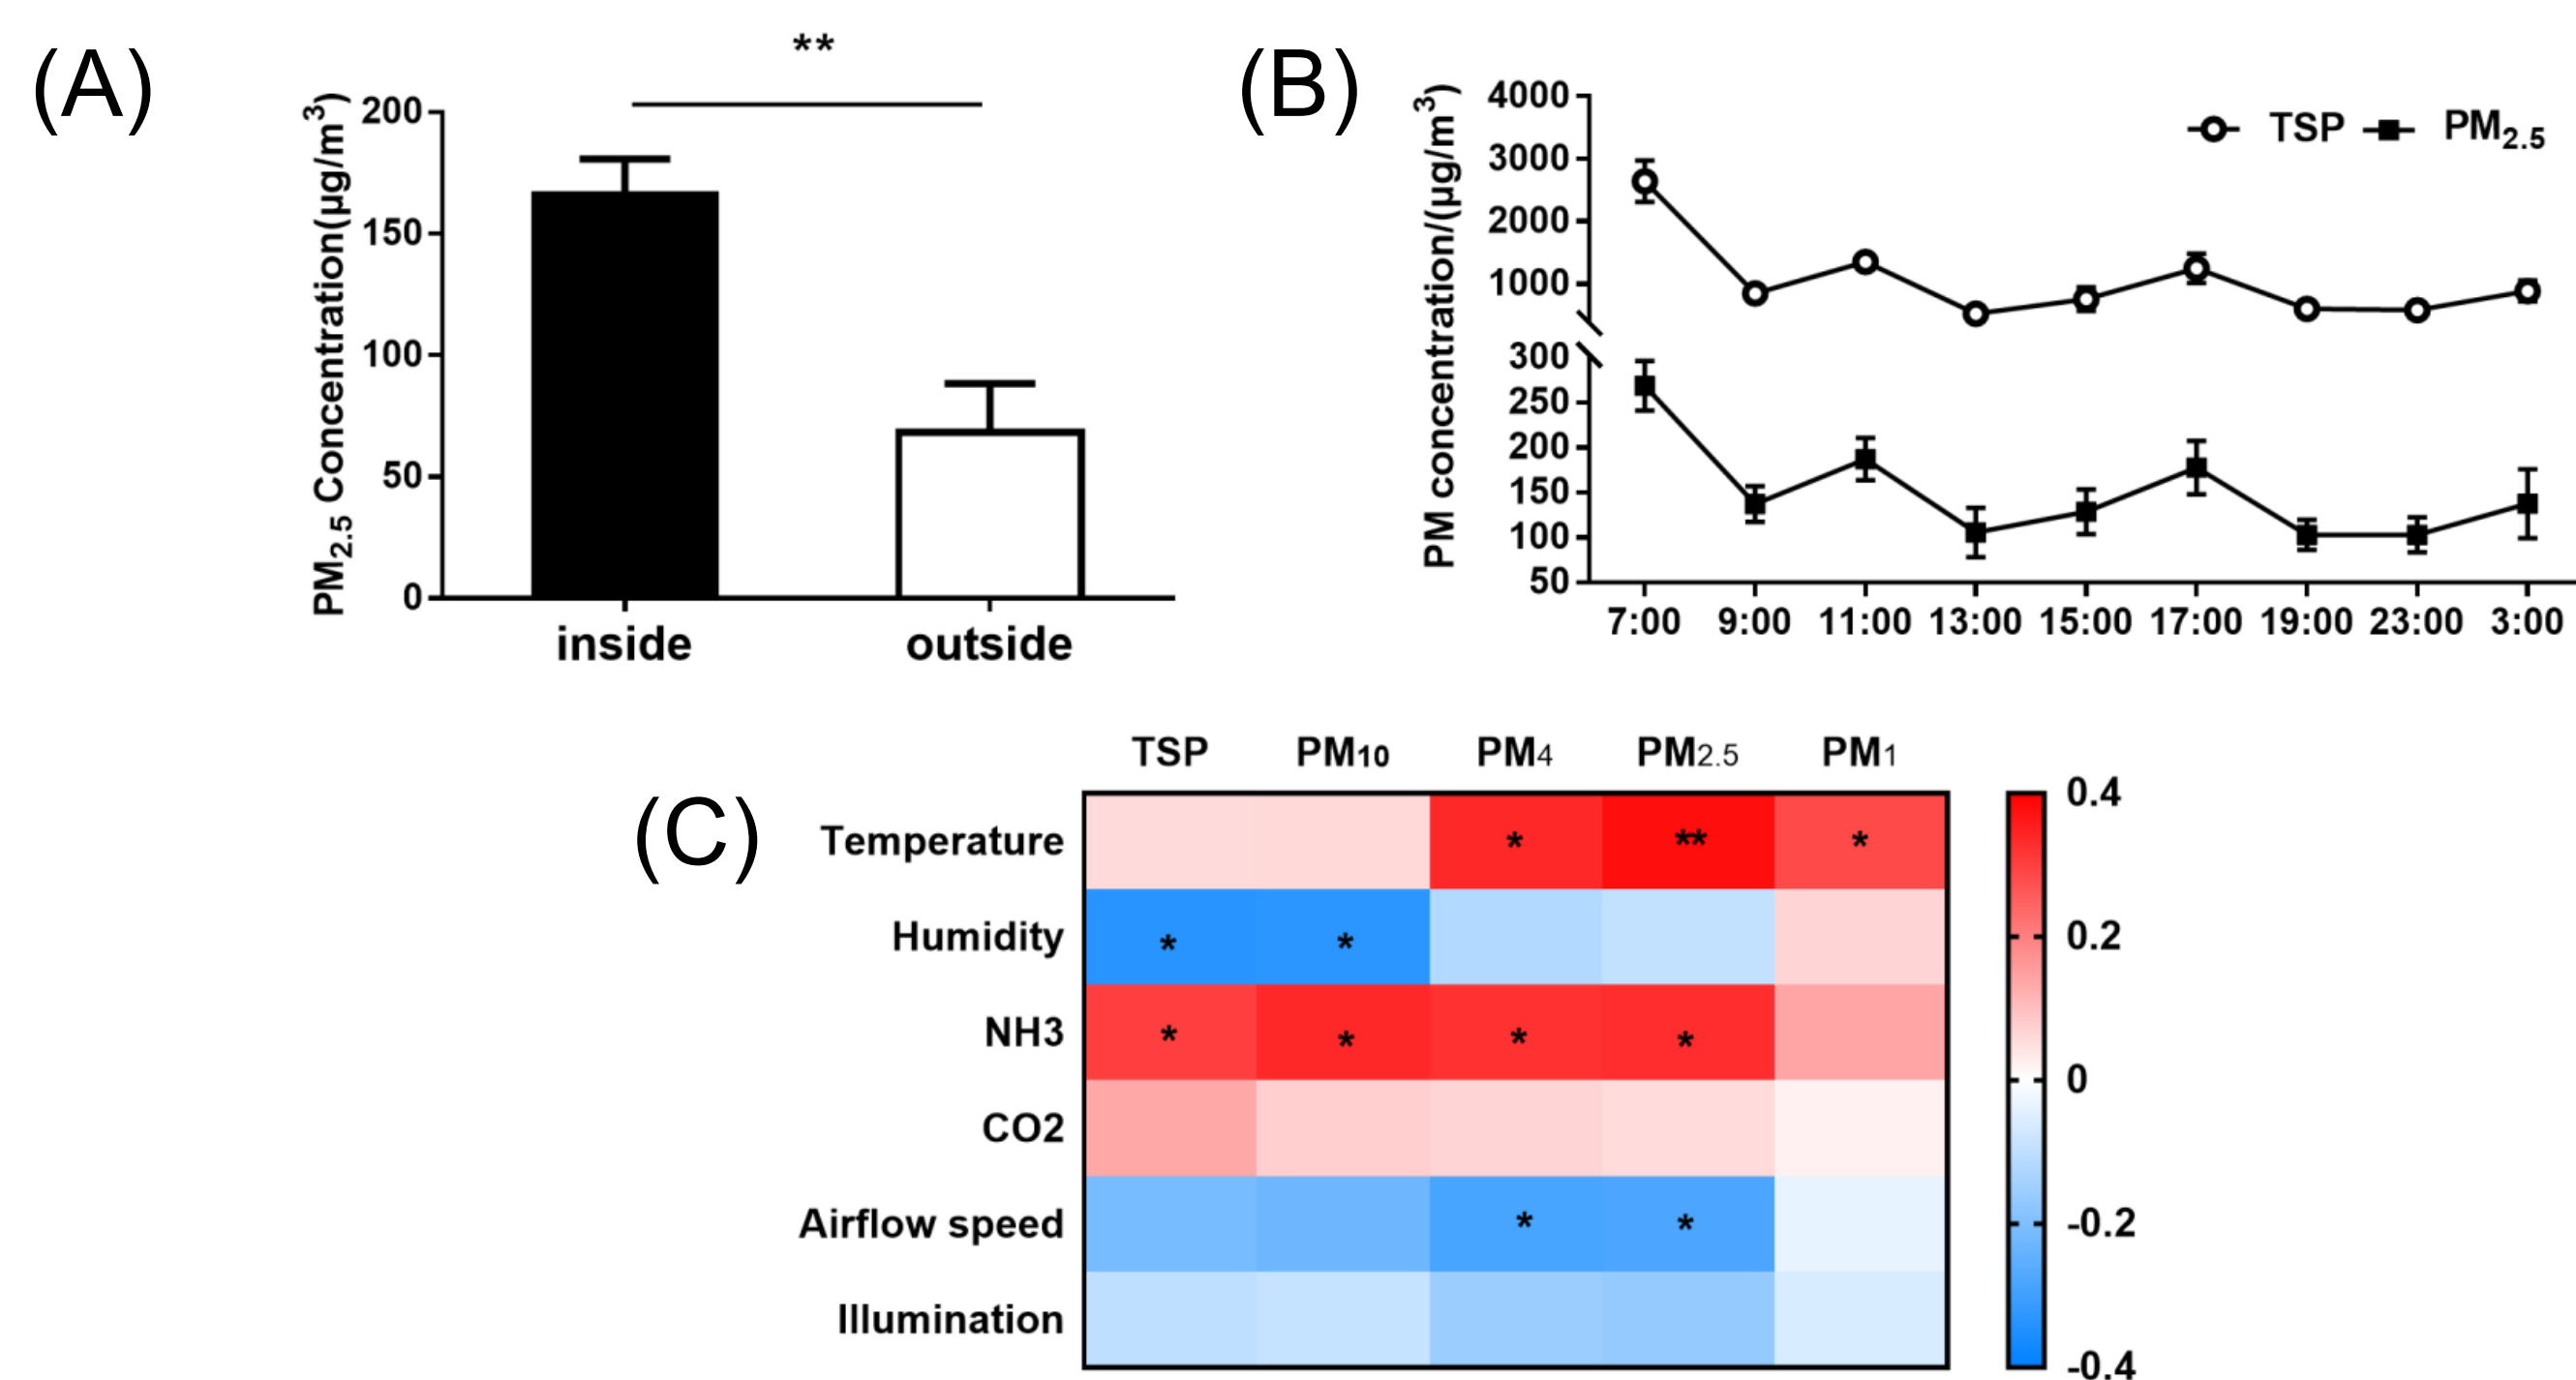 (A)
**
PM2.5 Concentration(µg/m³)
200
150
100
50
0
inside outside
(B)
PM concentration/(µg/m³)
TSP PM2.5
4000
3000
2000
1000
300
250
200
150
100
50
7:00 9:00 11:00 13:00 15:00 17:00 19:00 23:00 3:00
(C)
TSP PM10 PM4 PM2.5 PM1
Temperature * ** *
Humidity * *
NH3 * * * *
CO2
Airflow speed * *
Illumination
0.4
0.2
0
-0.2
-0.4